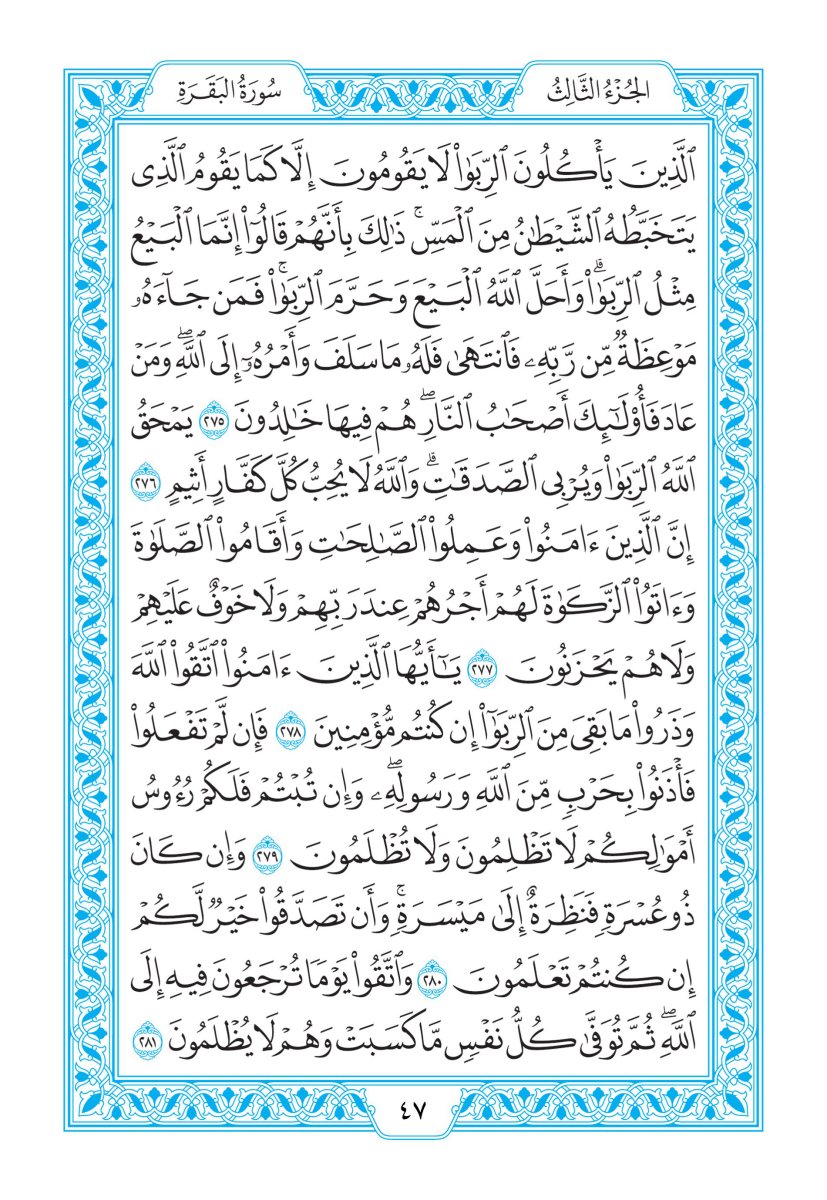 الجُزْءُ الثَّالِثُ
سُورَةُ البَقَرَةِ
ٱلَّذِينَ يَأۡكُلُونَ ٱلرِّبَوٰاْ لَا يَقُومُونَ إِلَّا كَمَا يَقُومُ ٱلَّذِي
يَتَخَبَّطُهُ ٱلشَّيۡطَٰنُ مِنَ ٱلۡمَسِّۚ ذَٰلِكَ بِأَنَّهُمۡ قَالُوٓاْ إِنَّمَا ٱلۡبَيۡعُ
مِثۡلُ ٱلرِّبَوٰاْۗ وَأَحَلَّ ٱللَّهُ ٱلۡبَيۡعَ وَحَرَّمَ ٱلرِّبَوٰاْۚ فَمَن جَآءَهُۥ
مَوۡعِظَةٞ مِّن رَّبِّهِۦ فَٱنتَهَىٰ فَلَهُۥ مَا سَلَفَ وَأَمۡرُهُۥٓ إِلَى ٱللَّهِۖ وَمَنۡ
عَادَ فَأُوْلَٰٓئِكَ أَصۡحَٰبُ ٱلنَّارِۖ هُمۡ فِيهَا خَٰلِدُونَ ٢٧٥ يَمۡحَقُ
ٱللَّهُ ٱلرِّبَوٰاْ وَيُرۡبِي ٱلصَّدَقَٰتِۗ وَٱللَّهُ لَا يُحِبُّ كُلَّ كَفَّارٍ أَثِيمٍ ٢٧٦
إِنَّ ٱلَّذِينَ ءَامَنُواْ وَعَمِلُواْ ٱلصَّٰلِحَٰتِ وَأَقَامُواْ ٱلصَّلَوٰةَ
وَءَاتَوُاْ ٱلزَّكَوٰةَ لَهُمۡ أَجۡرُهُمۡ عِندَ رَبِّهِمۡ وَلَا خَوۡفٌ عَلَيۡهِمۡ
وَلَا هُمۡ يَحۡزَنُونَ ٢٧٧ يَٰٓأَيُّهَا ٱلَّذِينَ ءَامَنُواْ ٱتَّقُواْ ٱللَّهَ
وَذَرُواْ مَا بَقِيَ مِنَ ٱلرِّبَوٰٓاْ إِن كُنتُم مُّؤۡمِنِينَ ٢٧٨ فَإِن لَّمۡ تَفۡعَلُواْ
فَأۡذَنُواْ بِحَرۡبٖ مِّنَ ٱللَّهِ وَرَسُولِهِۦۖ وَإِن تُبۡتُمۡ فَلَكُمۡ رُءُوسُ
أَمۡوَٰلِكُمۡ لَا تَظۡلِمُونَ وَلَا تُظۡلَمُونَ ٢٧٩ وَإِن كَانَ
ذُو عُسۡرَةٖ فَنَظِرَةٌ إِلَىٰ مَيۡسَرَةٖۚ وَأَن تَصَدَّقُواْ خَيۡرٞ لَّكُمۡ
إِن كُنتُمۡ تَعۡلَمُونَ ٢٨٠ وَٱتَّقُواْ يَوۡمٗا تُرۡجَعُونَ فِيهِ إِلَى
ٱللَّهِۖ ثُمَّ تُوَفَّىٰ كُلُّ نَفۡسٖ مَّا كَسَبَتۡ وَهُمۡ لَا يُظۡلَمُونَ ٢٨١
٤٧